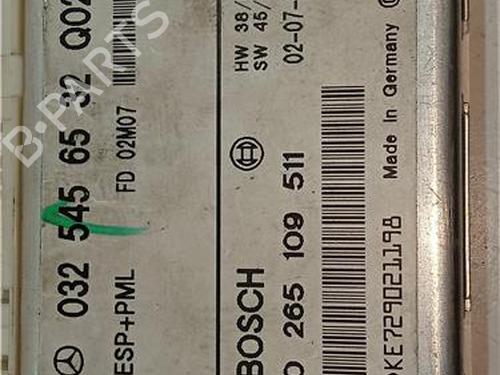 032 545 65 32 Q02
ESP+PML FD 02M07
HW 38/
SW 45/
02-07-
BOSCH
0 265 109 511
PKE729021198
Made in Germany
B-PARTS